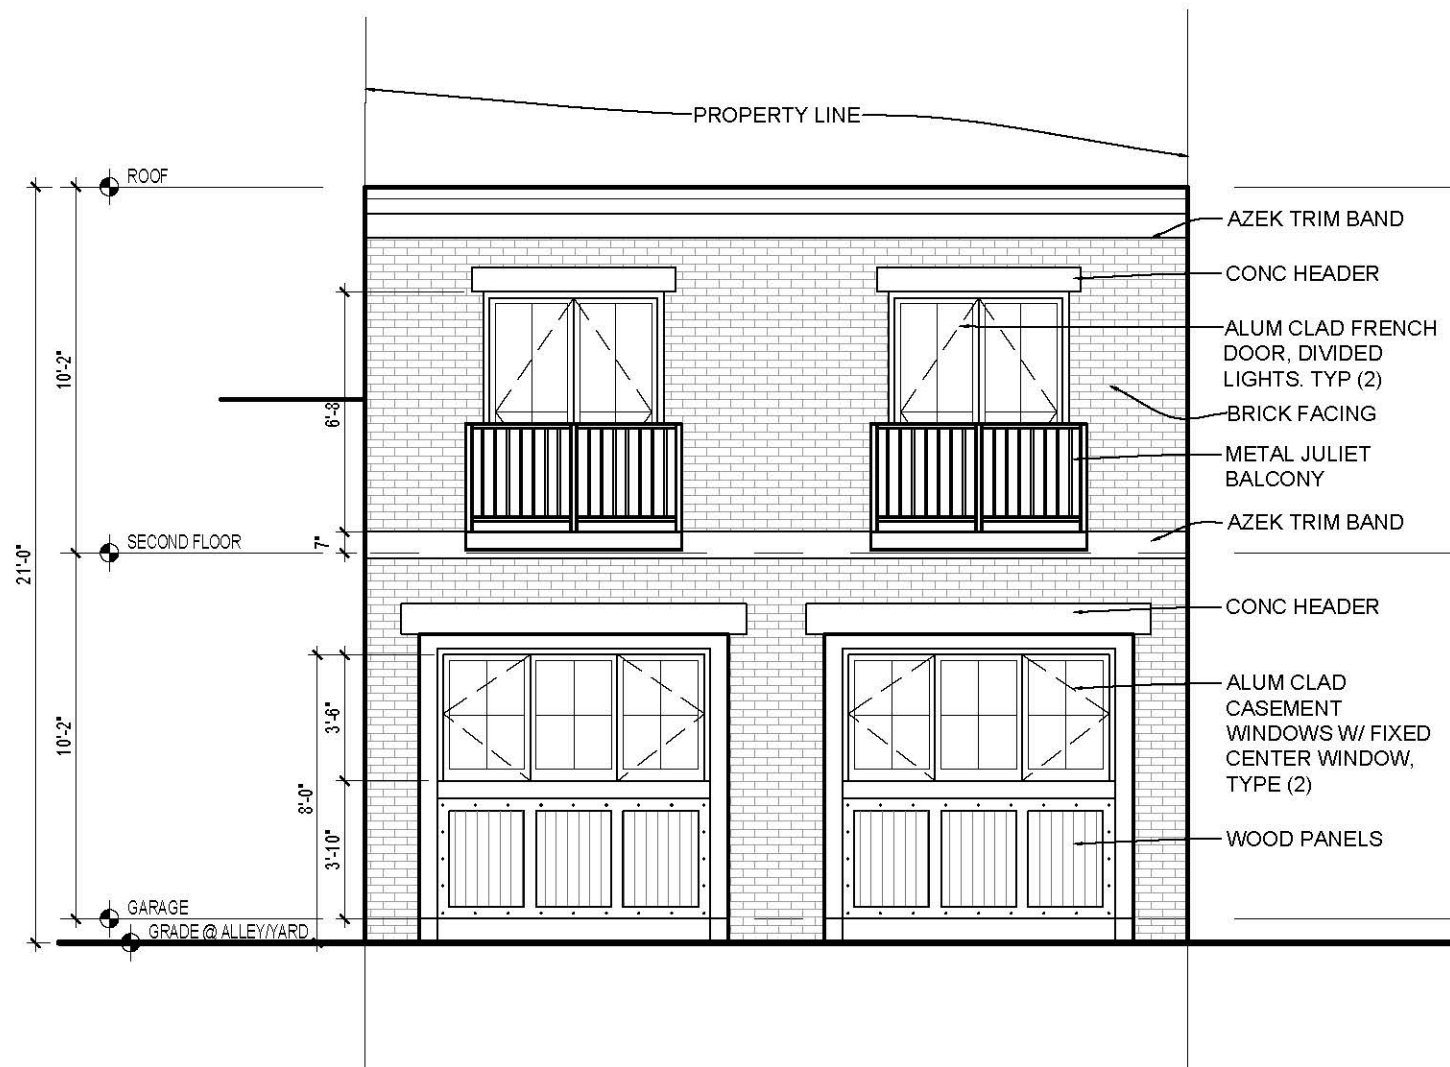 PROPERTY LINE
ROOF
AZEK TRIM BAND
CONC HEADER
ALUM CLAD FRENCH
DOOR, DIVIDED
LIGHTS. TYP (2)
10'-2"
6'-8
BRICK FACING
METAL JULIET
BALCONY
AZEK TRIM BAND
SECOND FLOOR
7"
21'-0"
CONC HEADER
ALUM CLAD
CASEMENT
WINDOWS W/ FIXED
CENTER WINDOW,
TYPE (2)
10'-2"
3'-6"
8'-0"
3'-10"
WOOD PANELS
GARAGE
GRADE @ ALLEY/YARD